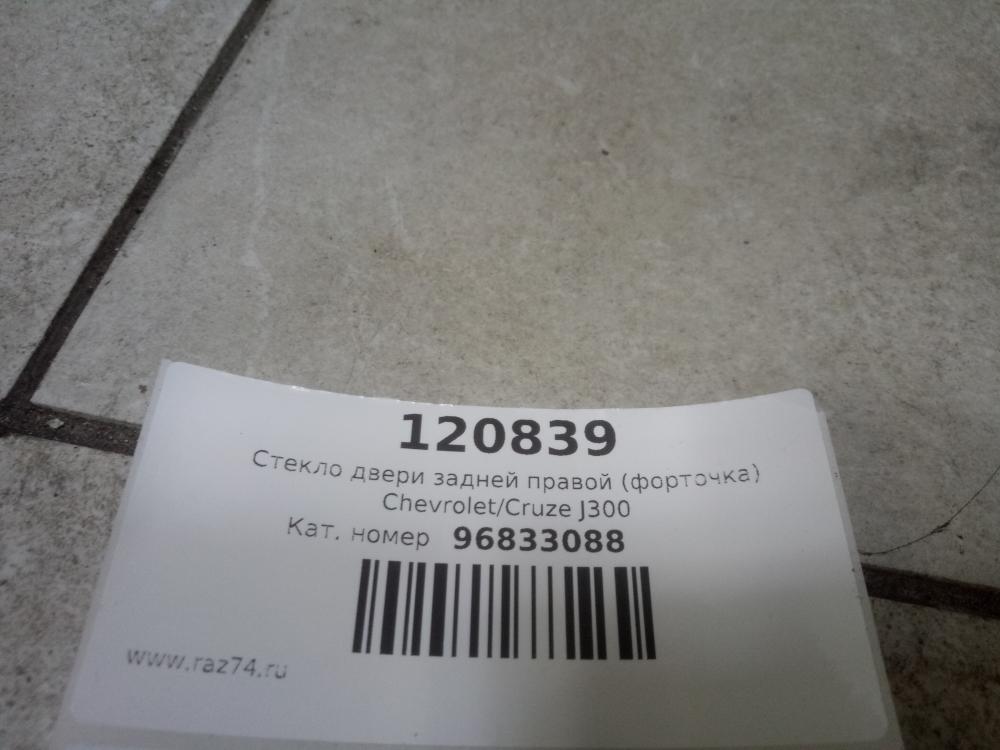 120839
Стекло двери задней правой (форточка)
Chevrolet/Cruze J300
Кат. номер 96833088
www.raz74.ru